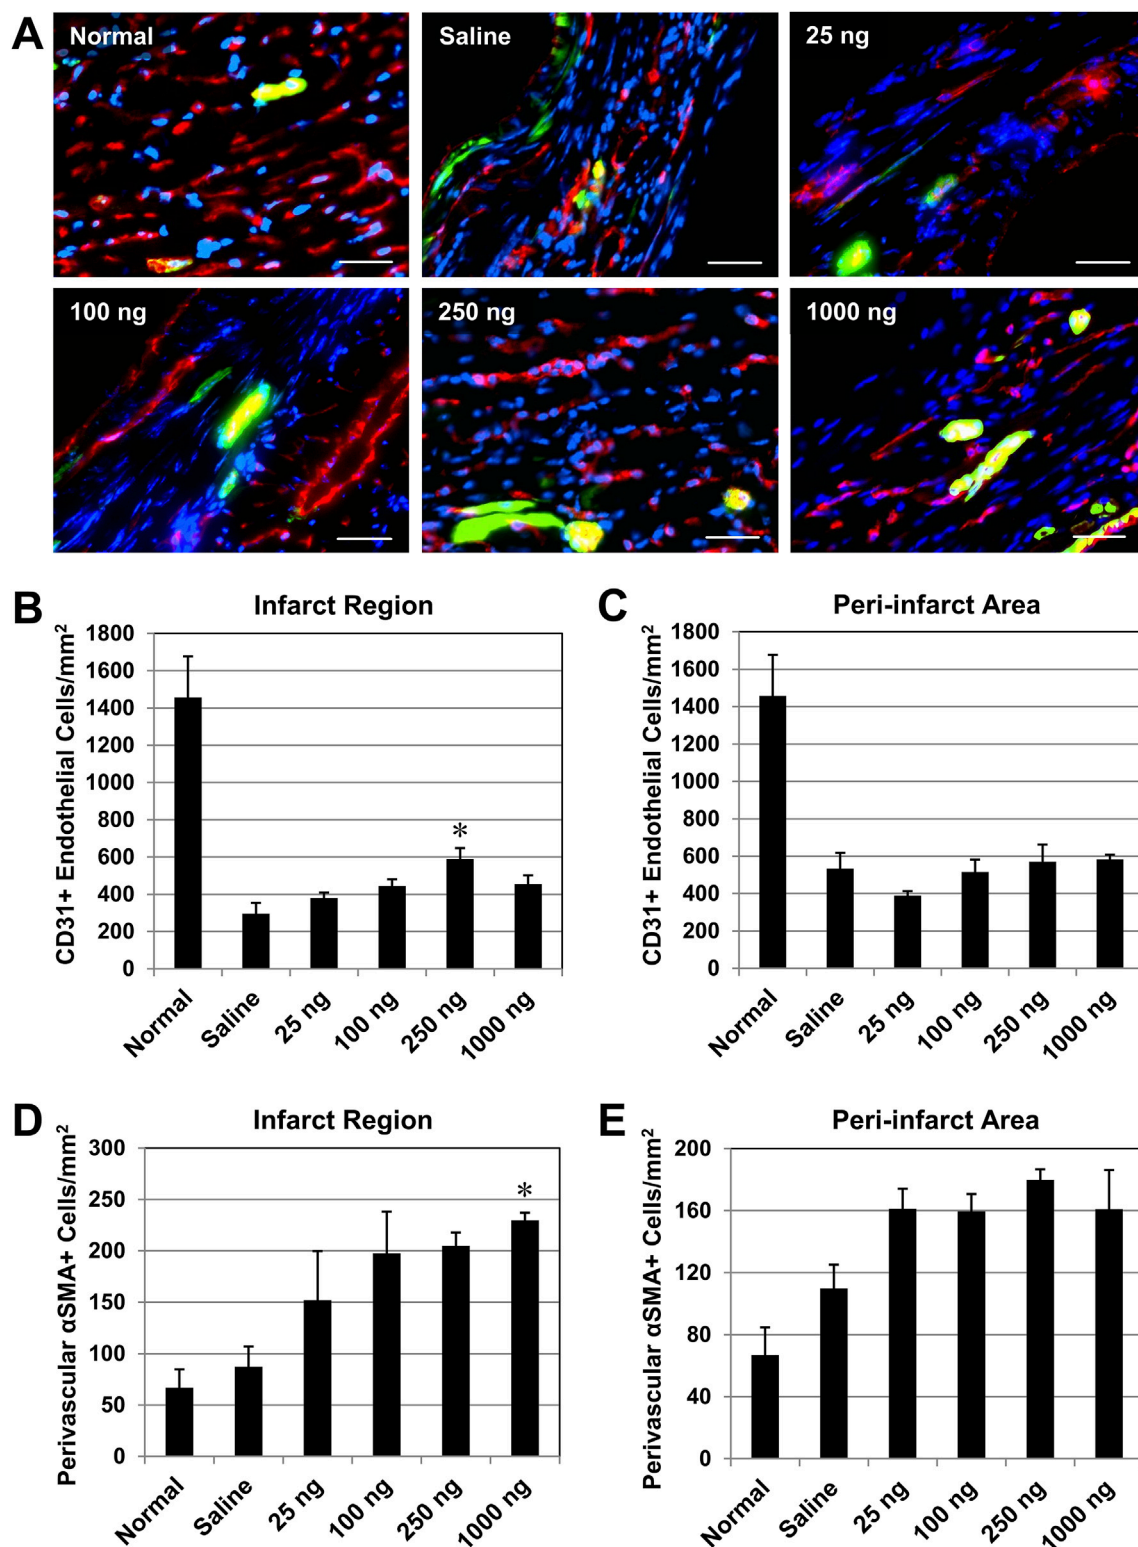 A
Normal
Saline
25 ng
100 ng
250 ng
1000 ng
B
Infarct Region
CD31+ Endothelial Cells/mm²
1800
1600
1400
1200
1000
800
600
400
200
0
*
Normal
Saline
25 ng
100 ng
250 ng
1000 ng
C
Peri-infarct Area
CD31+ Endothelial Cells/mm²
1800
1600
1400
1200
1000
800
600
400
200
0
Normal
Saline
25 ng
100 ng
250 ng
1000 ng
D
Infarct Region
Perivascular αSMA+ Cells/mm²
300
250
200
150
100
50
0
*
Normal
Saline
25 ng
100 ng
250 ng
1000 ng
E
Peri-infarct Area
Perivascular αSMA+ Cells/mm²
200
160
120
80
40
0
Normal
Saline
25 ng
100 ng
250 ng
1000 ng